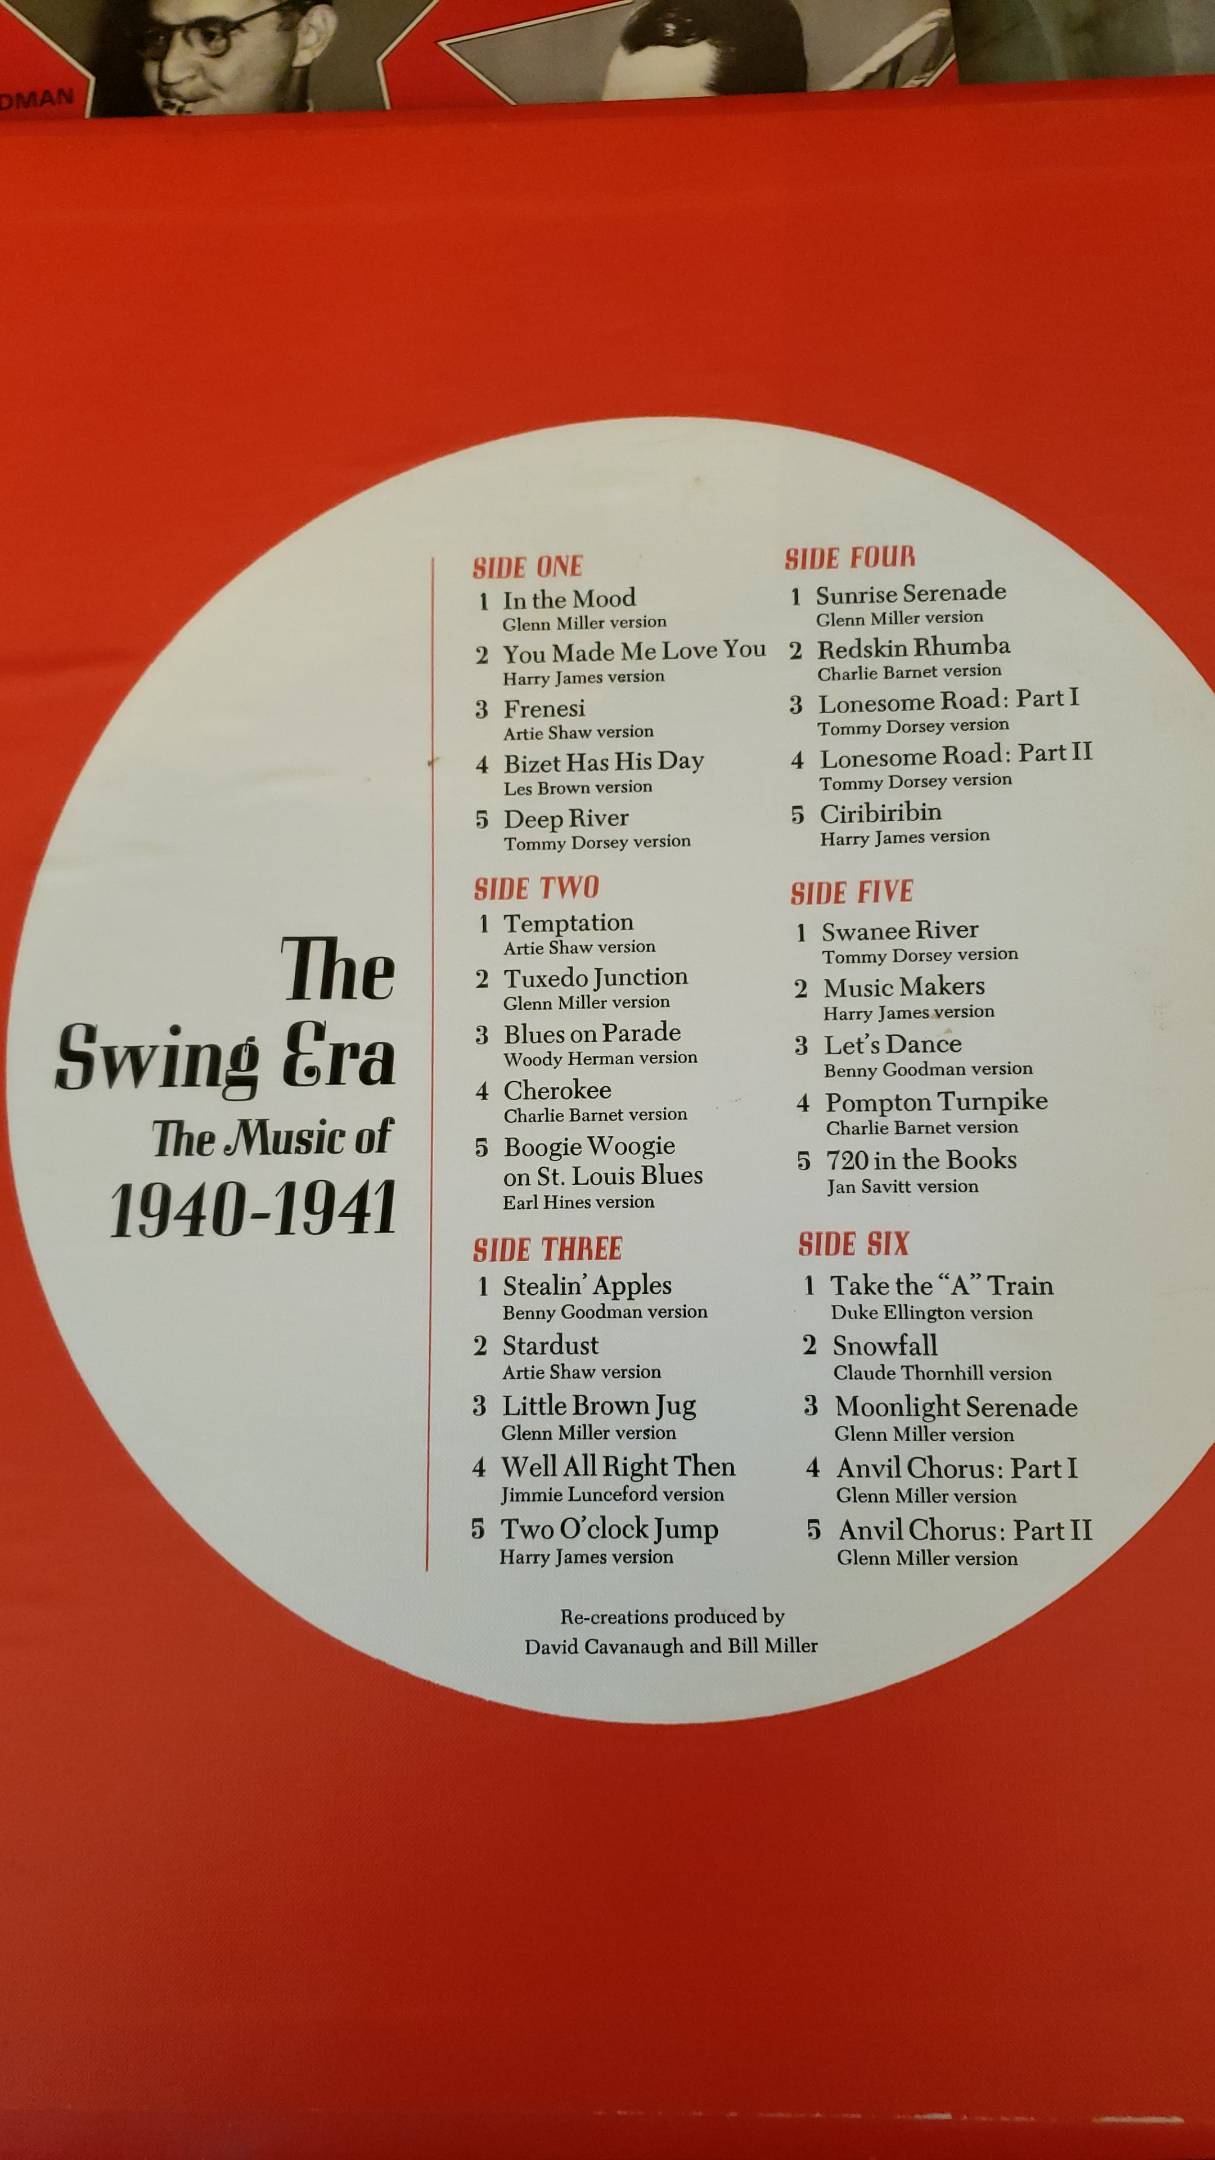 The
Swing Era
The Music of
1940-1941
SIDE ONE
1 In the Mood
Glenn Miller version
2 You Made Me Love You
Harry James version
3 Frenesi
Artie Shaw version
4 Bizet Has His Day
Les Brown version
5 Deep River
Tommy Dorsey version
SIDE TWO
1 Temptation
Artie Shaw version
2 Tuxedo Junction
Glenn Miller version
3 Blues on Parade
Woody Herman version
4 Cherokee
Charlie Barnet version
5 Boogie Woogie
on St. Louis Blues
Earl Hines version
SIDE THREE
1 Stealin' Apples
Benny Goodman version
2 Stardust
Artie Shaw version
3 Little Brown Jug
Glenn Miller version
4 Well All Right Then
Jimmie Lunceford version
5 Two O'clock Jump
Harry James version
SIDE FOUR
1 Sunrise Serenade
Glenn Miller version
2 Redskin Rhumba
Charlie Barnet version
3 Lonesome Road: Part I
Tommy Dorsey version
4 Lonesome Road: Part II
Tommy Dorsey version
5 Ciribiribin
Harry James version
SIDE FIVE
1 Swanee River
Tommy Dorsey version
2 Music Makers
Harry James version
3 Let's Dance
Benny Goodman version
4 Pompton Turnpike
Charlie Barnet version
5 720 in the Books
Jan Savitt version
SIDE SIX
1 Take the "A" Train
Duke Ellington version
2 Snowfall
Claude Thornhill version
3 Moonlight Serenade
Glenn Miller version
4 Anvil Chorus: Part I
Glenn Miller version
5 Anvil Chorus: Part II
Glenn Miller version
Re-creations produced by
David Cavanaugh and Bill Miller